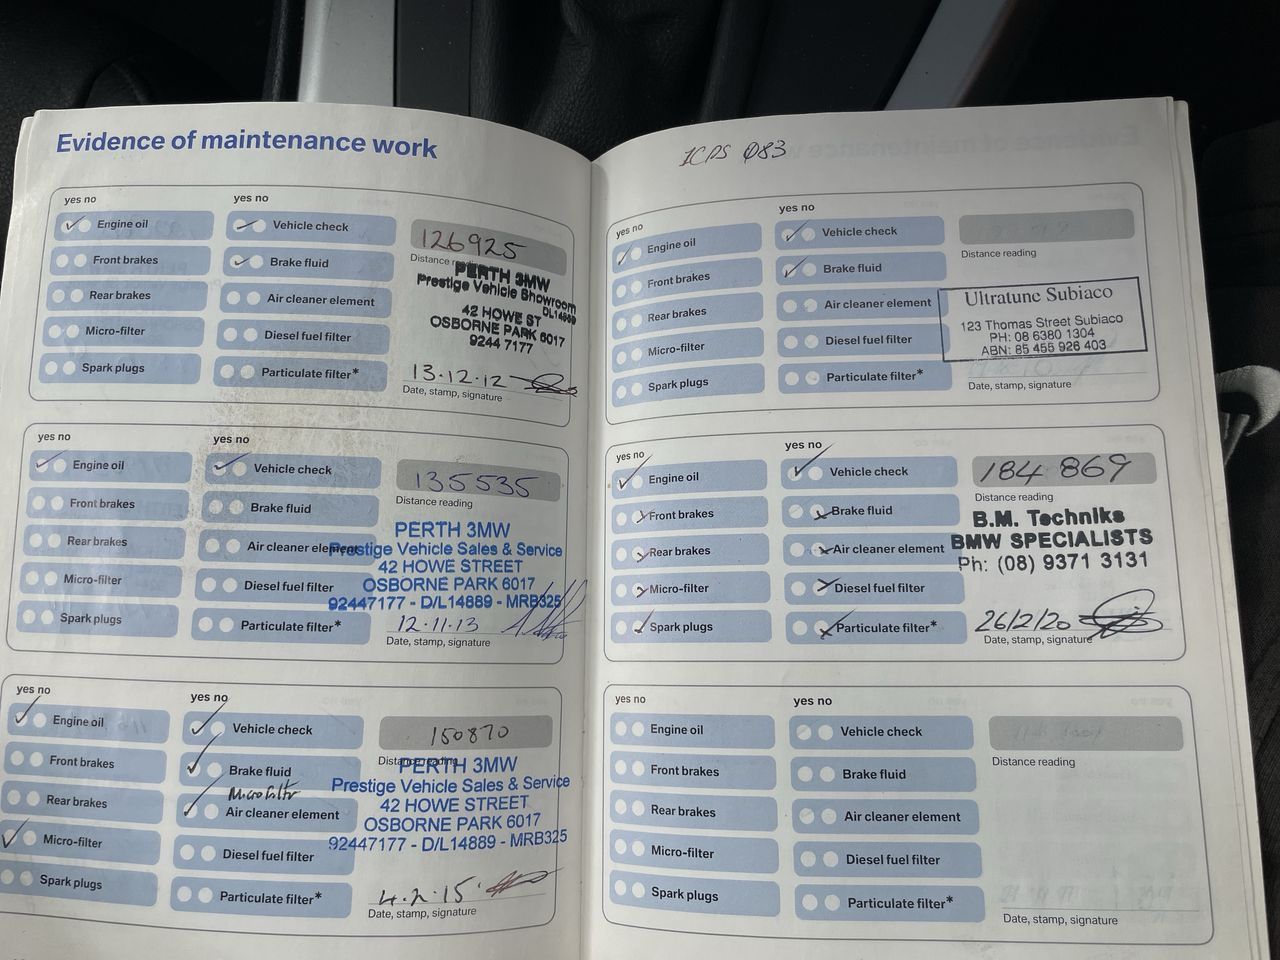 Evidence of maintenance work
yes no
Engine oil
Front brakes
Rear brakes
Micro-filter
Spark plugs
yes no
Vehicle check
Brake fluid
Air cleaner element
Diesel fuel filter
Particulate filter*
126925
Distance reading
PERTH 3MW
Prestige Vehicle Showroom
DL14889
42 HOWE ST
OSBORNE PARK 6017
9244 7177
13.12.12
Date, stamp, signature
yes no
Engine oil
Front brakes
Rear brakes
Micro-filter
Spark plugs
yes no
Vehicle check
Brake fluid
Air cleaner element
Diesel fuel filter
Particulate filter*
135535
Distance reading
PERTH 3MW
Prestige Vehicle Sales & Service
42 HOWE STREET
OSBORNE PARK 6017
92447177 - D/L14889 - MRB325
12.11.13
Date, stamp, signature
yes no
Engine oil
Front brakes
Rear brakes
Micro-filter
Spark plugs
yes no
Vehicle check
Brake fluid
Micro filtr
Air cleaner element
Diesel fuel filter
Particulate filter*
150870
Distance reading
PERTH 3MW
Prestige Vehicle Sales & Service
42 HOWE STREET
OSBORNE PARK 6017
92447177 - D/L14889 - MRB325
4.2.15
Date, stamp, signature
083
yes no
Engine oil
Front brakes
Rear brakes
Micro-filter
Spark plugs
yes no
Vehicle check
Brake fluid
Air cleaner element
Diesel fuel filter
Particulate filter*
Distance reading
Ultratune Subiaco
123 Thomas Street Subiaco
PH: 08 6380 1304
ABN: 85 455 926 403
Date, stamp, signature
yes no
Engine oil
Front brakes
Rear brakes
Micro-filter
Spark plugs
yes no
Vehicle check
Brake fluid
Air cleaner element
Diesel fuel filter
Particulate filter*
184 869
Distance reading
B.M. Techniks
BMW SPECIALISTS
Ph: (08) 9371 3131
26/2/20
Date, stamp, signature
yes no
Engine oil
Front brakes
Rear brakes
Micro-filter
Spark plugs
yes no
Vehicle check
Brake fluid
Air cleaner element
Diesel fuel filter
Particulate filter*
Distance reading
Date, stamp, signature